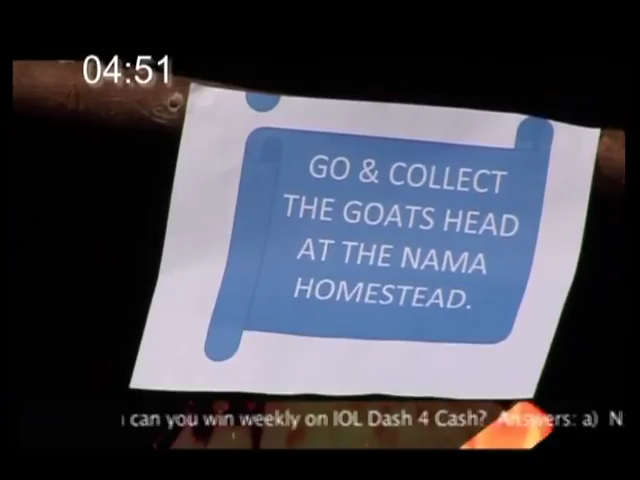 04:51
GO & COLLECT
THE GOATS HEAD
AT THE NAMA
HOMESTEAD.
can you win weekly on IOL Dash 4 Cash? Answers: a) N